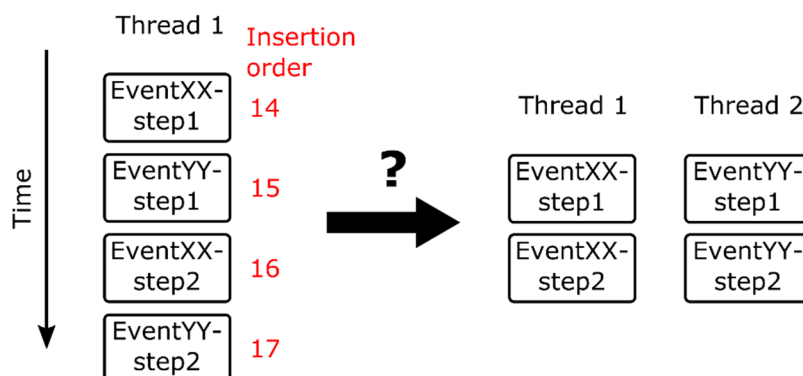 Thread 1
Insertion
order
Time
EventXX-
step1
14
EventYY-
step1
15
EventXX-
step2
16
EventYY-
step2
17
?
Thread 1
Thread 2
EventXX-
step1
EventYY-
step1
EventXX-
step2
EventYY-
step2